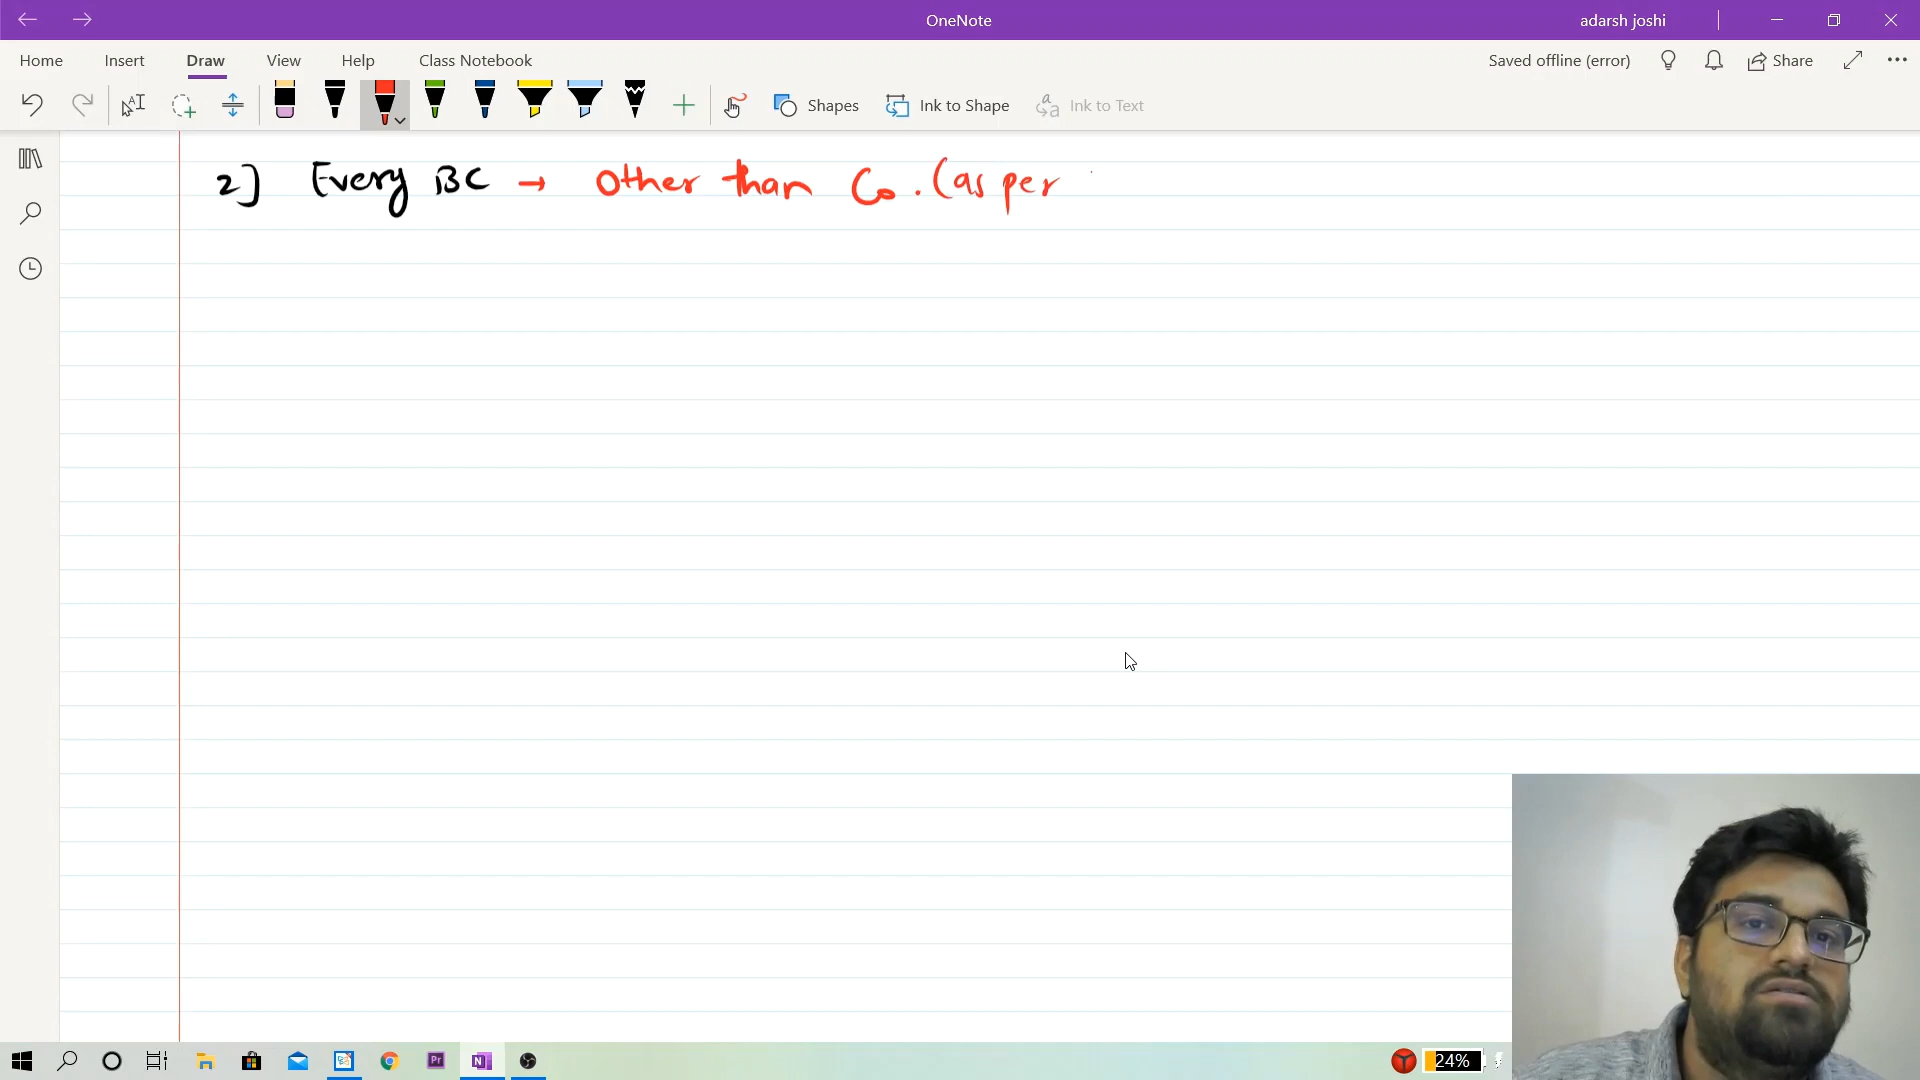 OneNote
adarsh joshi
Home Insert Draw View Help Class Notebook
Saved offline (error) Share
Shapes Ink to Shape Ink to Text
2] Every BC → Other than Co. (as per
24%